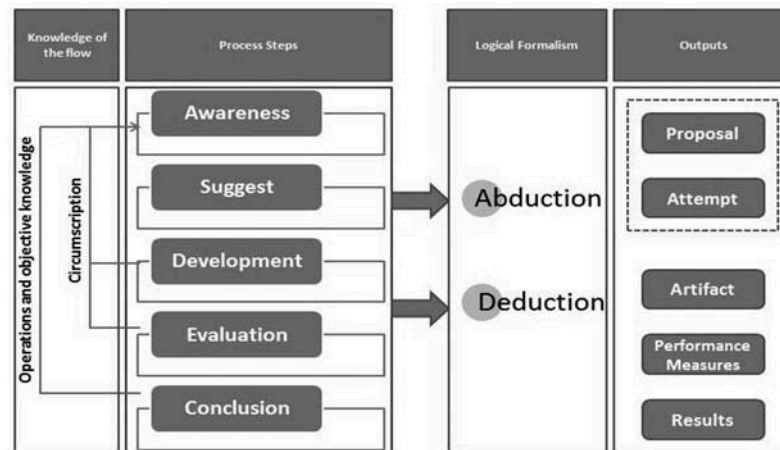 Knowledge of
the flow
Process Steps
Logical Formalism
Outputs
Operations and objective knowledge
Circumscription
Awareness
Suggest
Development
Evaluation
Conclusion
Abduction
Deduction
Proposal
Attempt
Artifact
Performance
Measures
Results